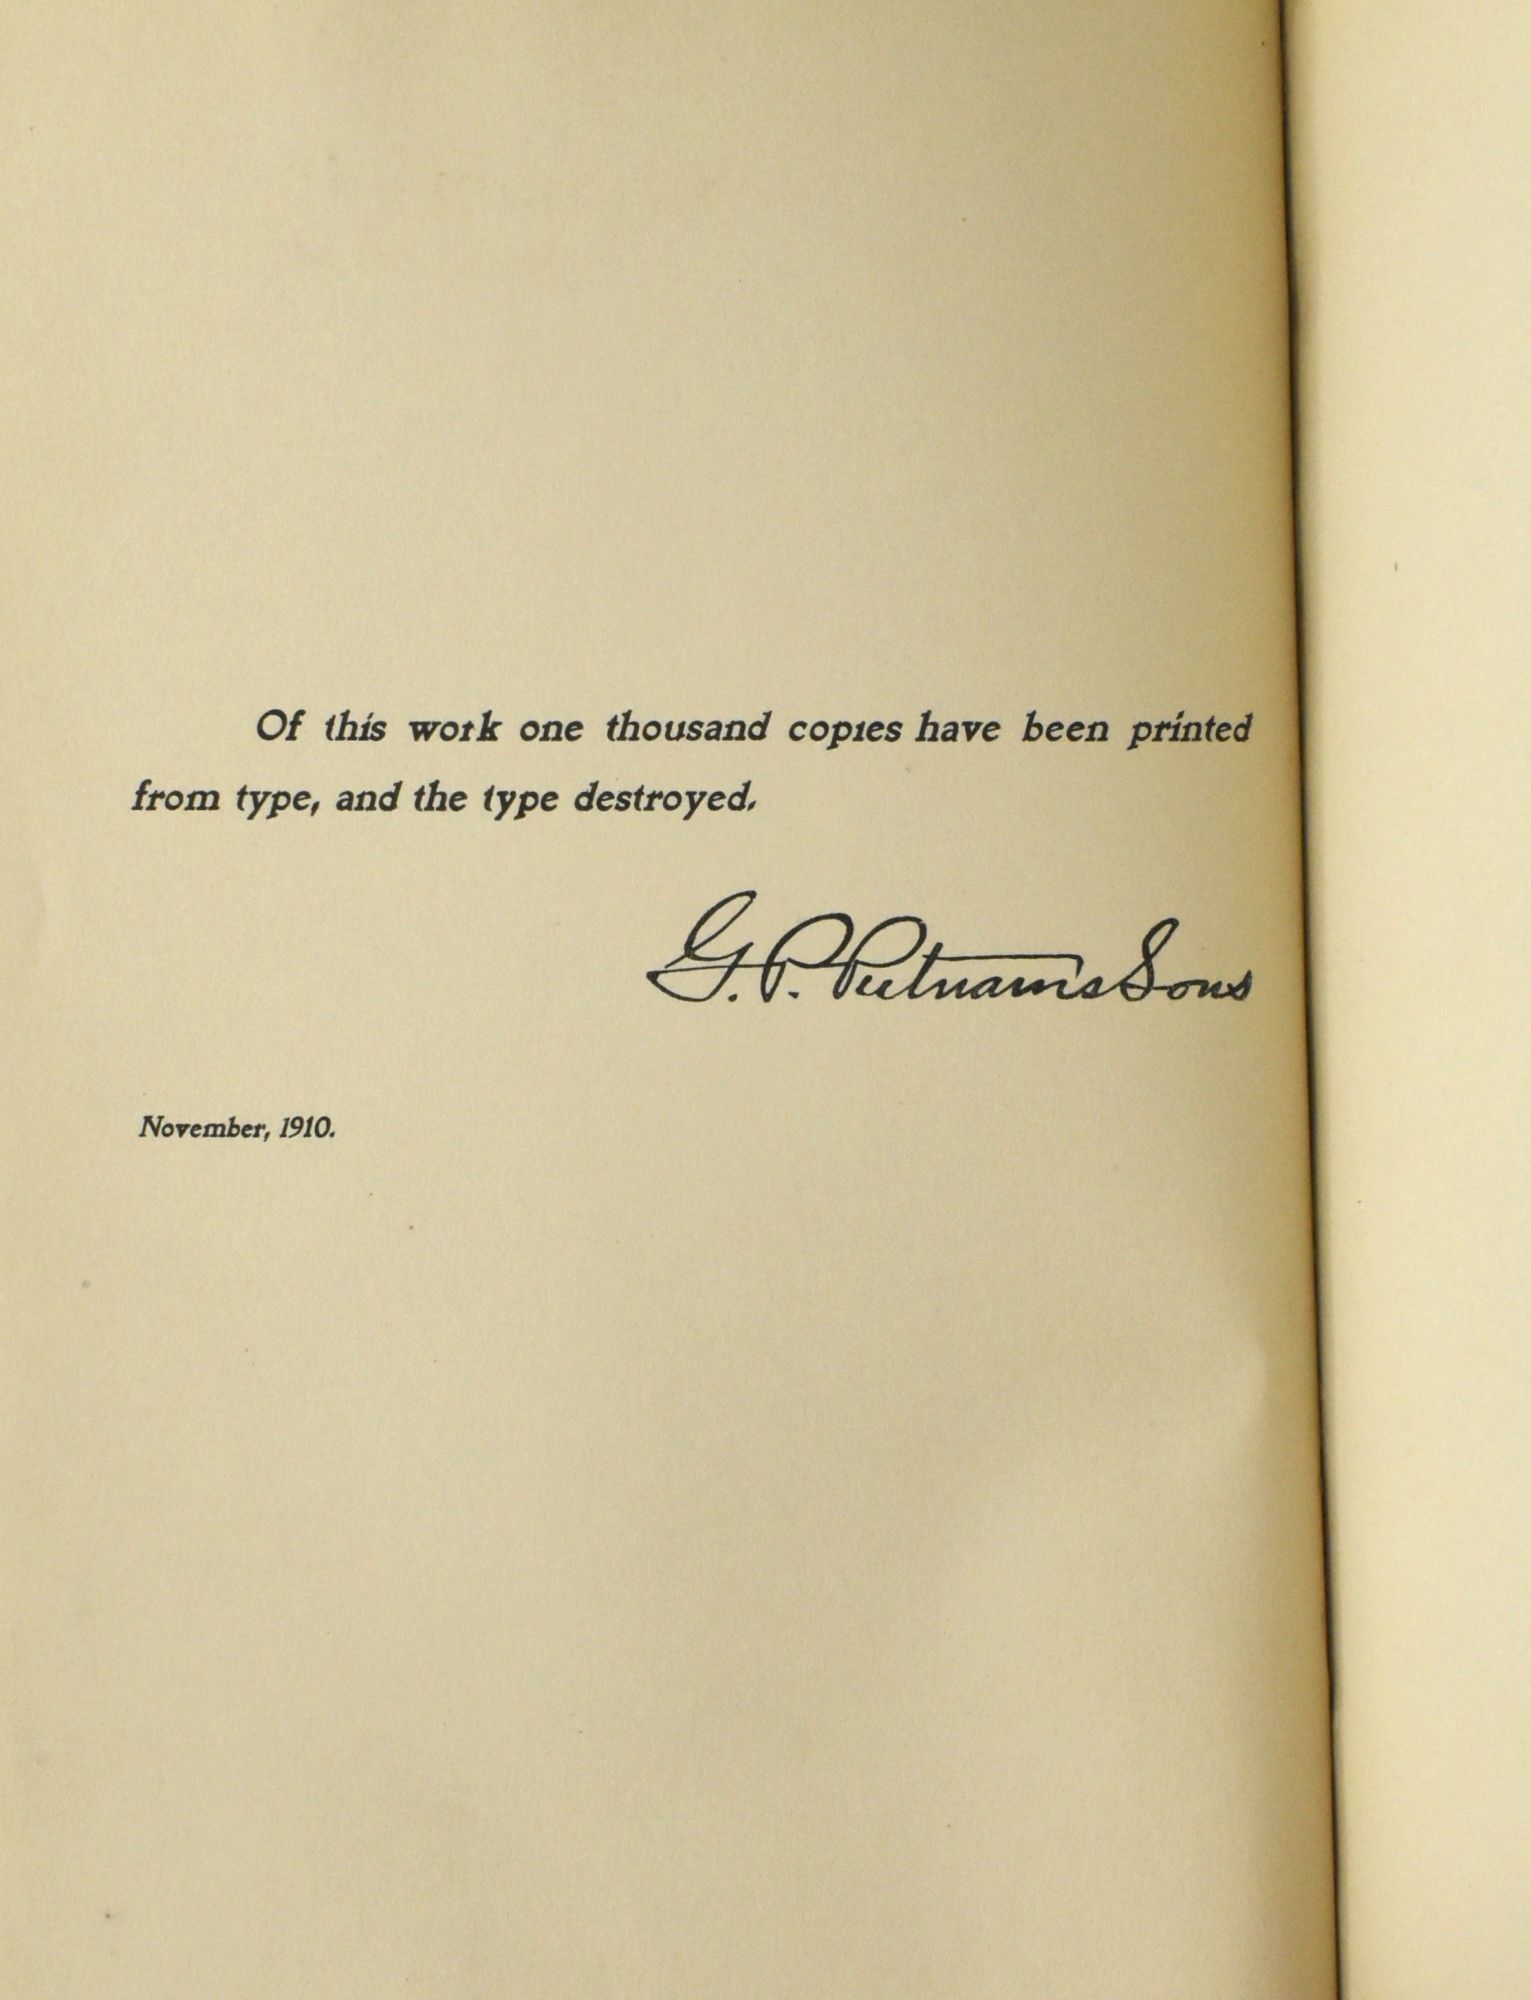 Of this work one thousand copies have been printed
from type, and the type destroyed.
G. P. Putnam's Sons
November, 1910.